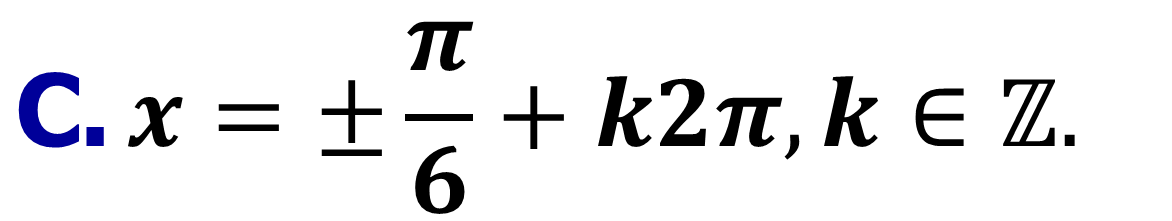 C. x = ±π/6 + k2π, k ∈ ℤ.